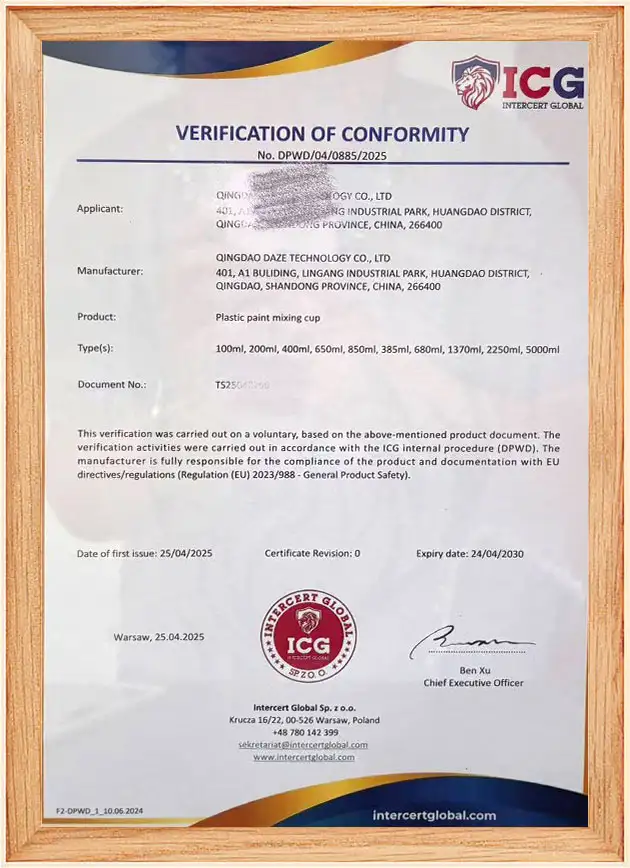 ICG
INTERCERT GLOBAL
VERIFICATION OF CONFORMITY
No. DPWD/04/0885/2025
Applicant:
CO., LTD
INDUSTRIAL PARK, HUANGDAO DISTRICT,
PROVINCE, CHINA, 266400
Manufacturer:
QINGDAO DAZE TECHNOLOGY CO., LTD
401, A1 BULIDING, LINGANG INDUSTRIAL PARK, HUANGDAO DISTRICT,
QINGDAO, SHANDONG PROVINCE, CHINA, 266400
Product: Plastic paint mixing cup
Type(s): 100ml, 200ml, 400ml, 650ml, 850ml, 385ml, 680ml, 1370ml, 2250ml, 5000ml
Document No.:
This verification was carried out on a voluntary, based on the above-mentioned product document. The
verification activities were carried out in accordance with the ICG internal procedure (DPWD). The
manufacturer is fully responsible for the compliance of the product and documentation with EU
directives/regulations (Regulation (EU) 2023/988 - General Product Safety).
Date of first issue: 25/04/2025 Certificate Revision: 0 Expiry date: 24/04/2030
Warsaw, 25.04.2025
INTERCERT GLOBAL
ICG
INTERCERT GLOBAL
SP. Z O. O.
Ben Xu
Chief Executive Officer
Intercert Global Sp. z o.o.
Krucza 16/22, 00-526 Warsaw, Poland
+48 780 142 399
sekretariat@intercertglobal.com
www.intercertglobal.com
F2-DPWD_1_10.06.2024
intercertglobal.com